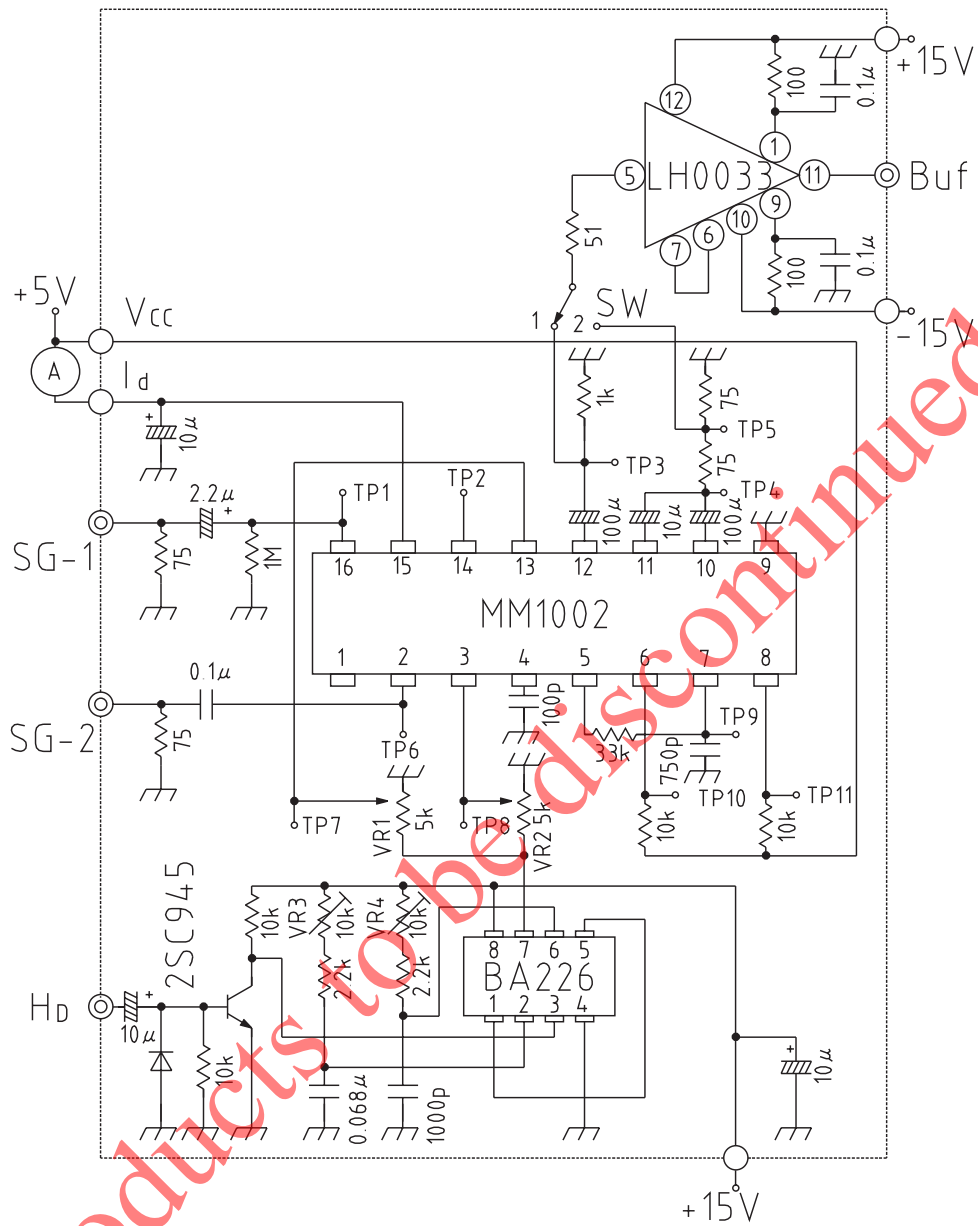 +15V
100
0.1μ
12
1
5
LH0033
11
Buf
9
10
6
7
51
100
0.1μ
-15V
+5V
Vcc
SW
1
2
A
Id
+
10μ
1k
75
TP5
75
TP3
TP4
TP1
TP2
2.2μ
+
100μ
10μ
100μ
SG-1
75
1M
16
15
14
13
12
11
10
9
MM1002
1
2
3
4
5
6
7
8
0.1μ
100p
TP9
SG-2
75
TP6
33k
750p
TP10
TP11
TP7
VR1
5k
TP8
VR2
5k
10k
10k
2SC945
10k
VR3
10k
VR4
10k
8
7
6
5
2.2k
2.2k
BA226
1
2
3
4
HD
+
10μ
10k
0.068μ
1000p
+
10μ
+15V
oducts to be discontinued